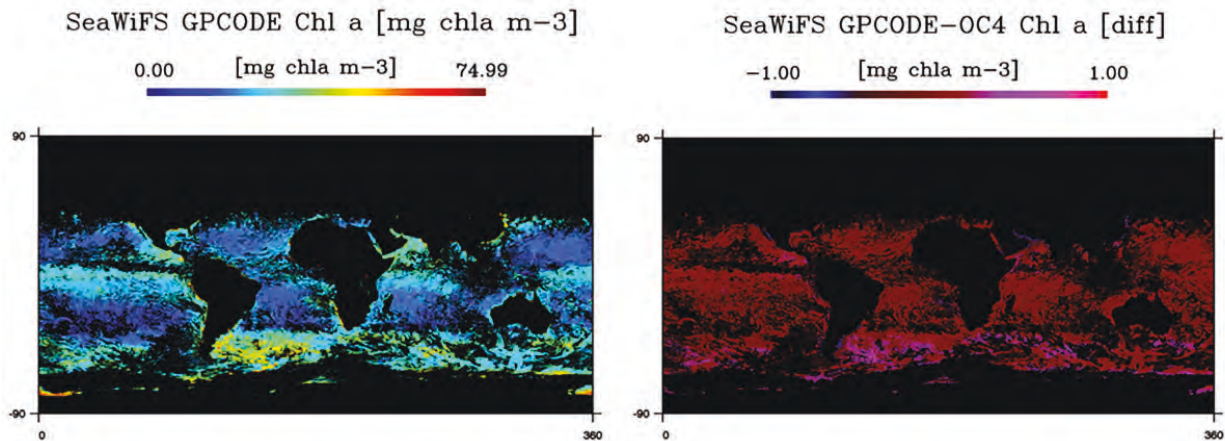 SeaWiFS GPCODE Chl a [mg chla m−3]
0.00 [mg chla m−3] 74.99
90
-90
0 360
SeaWiFS GPCODE−OC4 Chl a [diff]
−1.00 [mg chla m−3] 1.00
90
-90
0 360